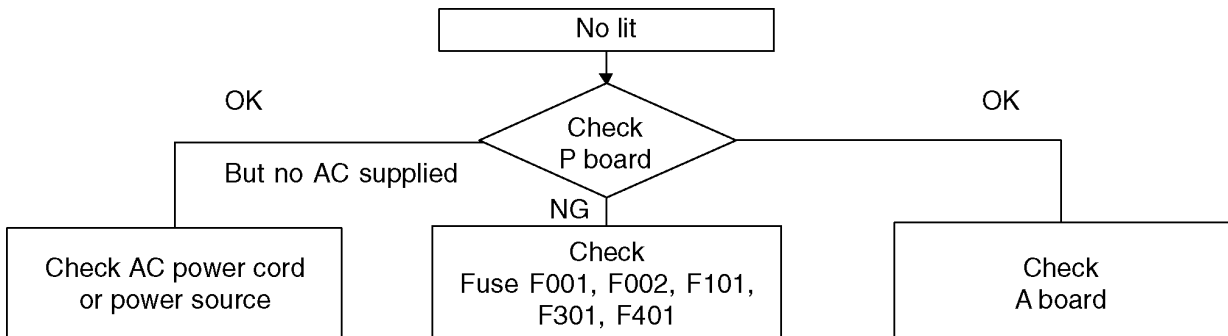 No lit
OK
OK
Check
P board
But no AC supplied
NG
Check AC power cord
or power source
Check
Fuse F001, F002, F101,
F301, F401
Check
A board